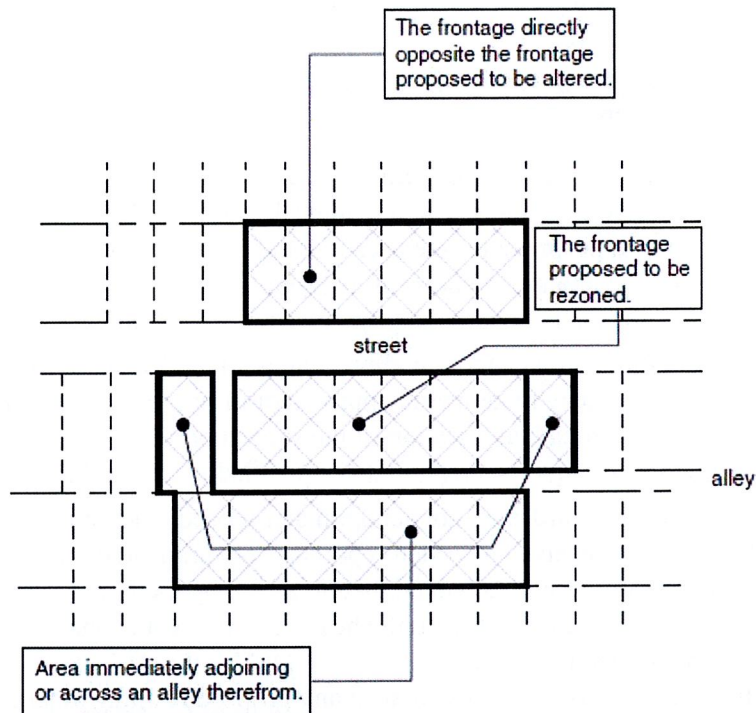 The frontage directly
opposite the frontage
proposed to be altered.
The frontage
proposed to be
rezoned.
street
alley
Area immediately adjoining
or across an alley therefrom.